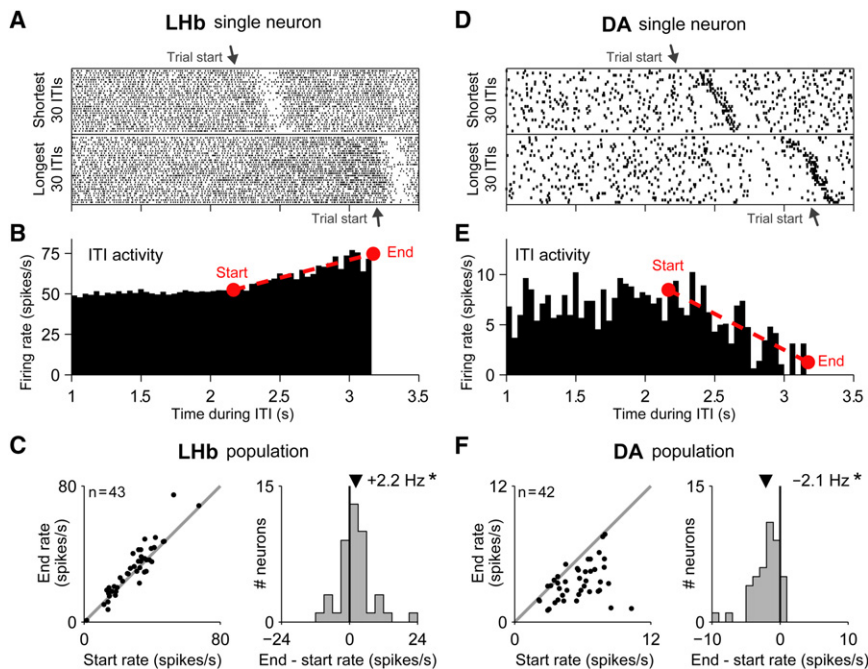 A
LHb single neuron
Trial start
Shortest
30 ITIs
Longest
30 ITIs
Trial start
B
ITI activity
Start
End
Firing rate (spikes/s)
75
50
25
0
1
1.5
2
2.5
3
3.5
Time during ITI (s)
C
LHb population
n=43
80
0
0
80
End rate
(spikes/s)
Start rate (spikes/s)
+2.2 Hz *
15
0
# neurons
−24
0
24
End - start rate (spikes/s)
D
DA single neuron
Trial start
Shortest
30 ITIs
Longest
30 ITIs
Trial start
E
ITI activity
Start
End
Firing rate (spikes/s)
10
5
0
1
1.5
2
2.5
3
3.5
Time during ITI (s)
F
DA population
n=42
12
0
0
12
End rate
(spikes/s)
Start rate (spikes/s)
−2.1 Hz *
15
0
# neurons
−10
0
10
End - start rate (spikes/s)